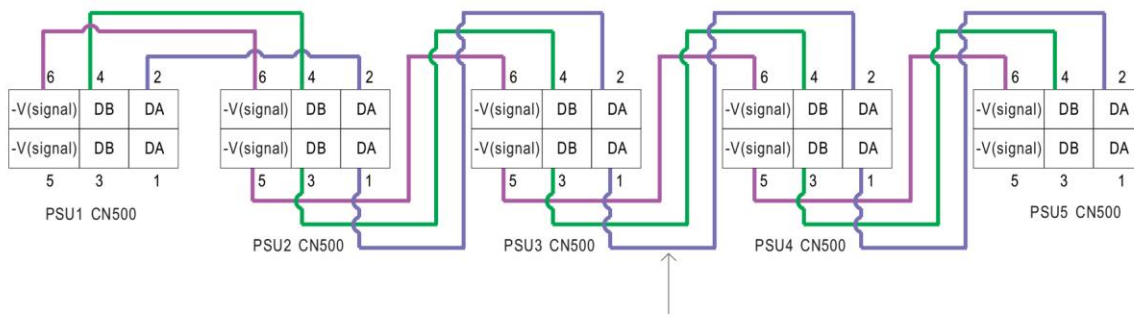 6 4 2 6 4 2 6 4 2 6 4 2 6 4 2
-V(signal) DB DA -V(signal) DB DA -V(signal) DB DA -V(signal) DB DA -V(signal) DB DA
-V(signal) DB DA -V(signal) DB DA -V(signal) DB DA -V(signal) DB DA -V(signal) DB DA
5 3 1 5 3 1 5 3 1 5 3 1 5 3 1
PSU1 CN500 PSU2 CN500 PSU3 CN500 PSU4 CN500 PSU5 CN500